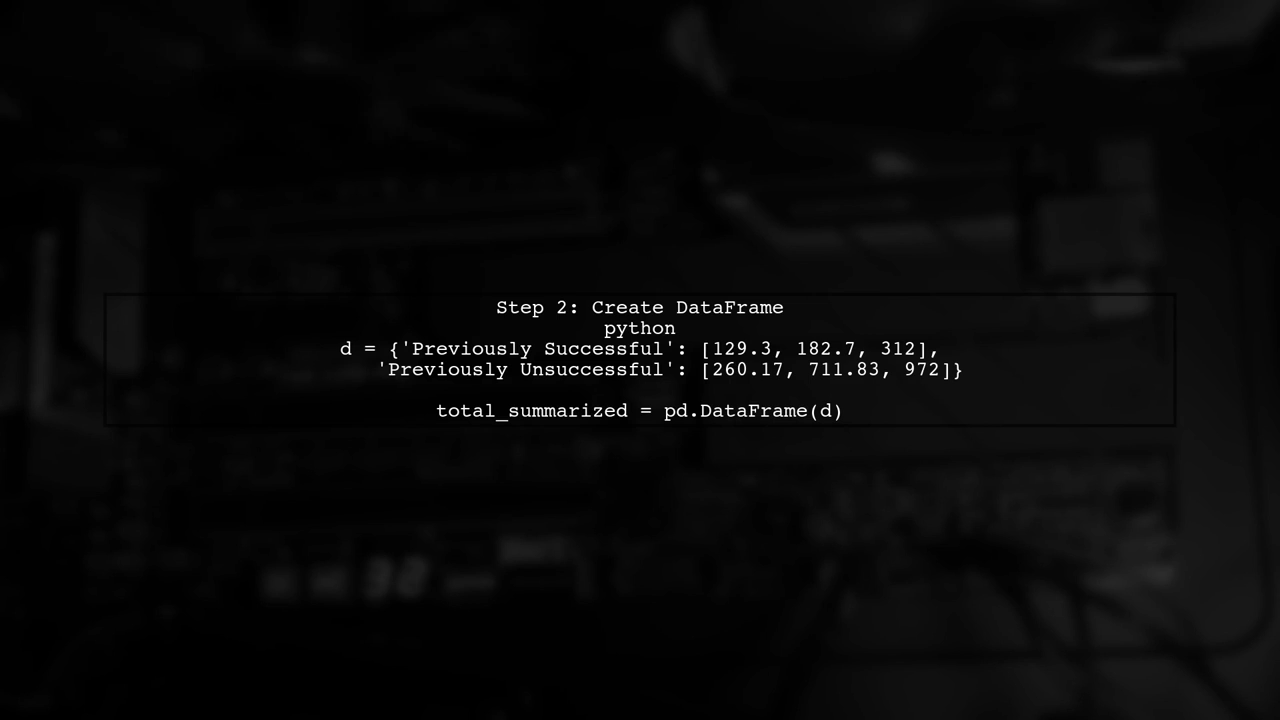 Step 2: Create DataFrame
python
d = {'Previously Successful': [129.3, 182.7, 312],
'Previously Unsuccessful': [260.17, 711.83, 972]}
total_summarized = pd.DataFrame(d)